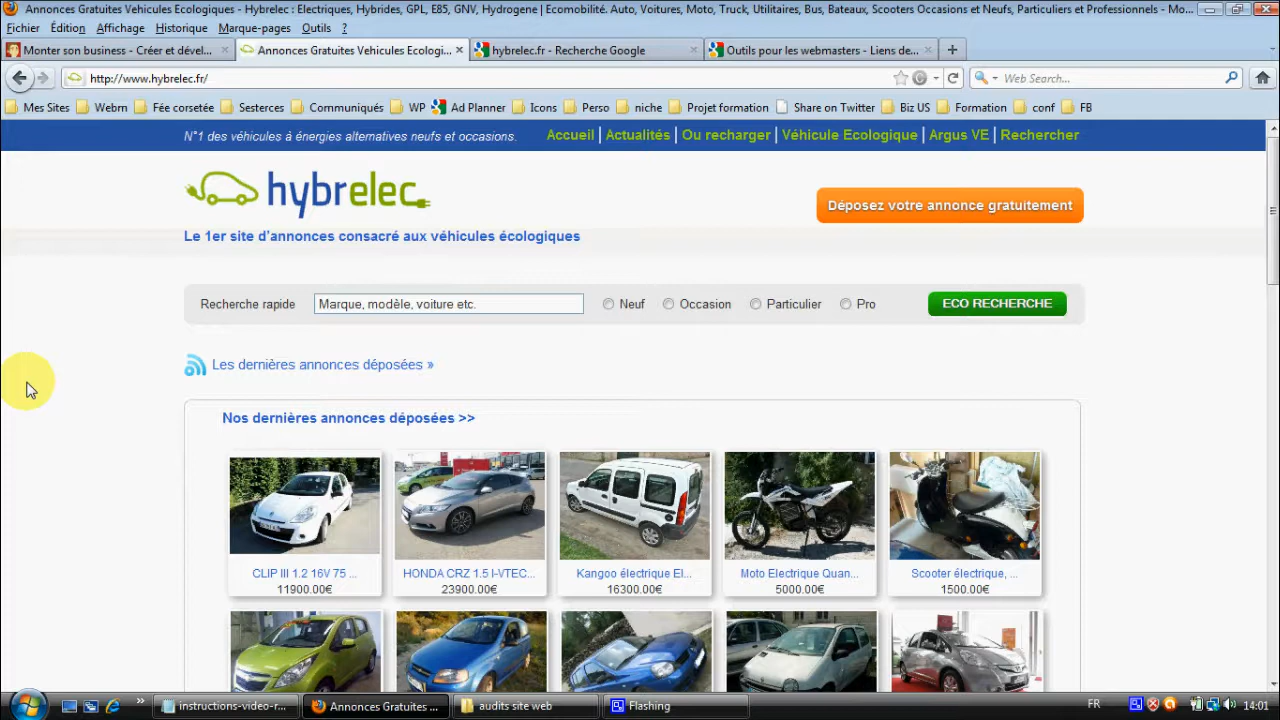 Annonces Gratuites Vehicules Ecologiques - Hybrelec : Electriques, Hybrides, GPL, E85, GNV, Hydrogene | Ecomobilité. Auto, Voitures, Moto, Truck, Utilitaires, Bus, Bateaux, Scooters Occasions et Neufs, Particuliers et Professionnels - Mo...
Fichier Édition Affichage Historique Marque-pages Outils ?
Monter son business - Créer et dével... Annonces Gratuites Vehicules Ecologi... hybrelec.fr - Recherche Google Outils pour les webmasters - Liens de...
http://www.hybrelec.fr/ Web Search...
Mes Sites Webrn Fée corsetée Sesterces Communiqués WP Ad Planner Icons Perso niche Projet formation Share on Twitter Biz US Formation conf FB
N°1 des véhicules à énergies alternatives neufs et occasions. Accueil | Actualités | Ou recharger | Véhicule Ecologique | Argus VE | Rechercher
hybrelec
Déposez votre annonce gratuitement
Le 1er site d'annonces consacré aux véhicules écologiques
Recherche rapide Marque, modèle, voiture etc. Neuf Occasion Particulier Pro ECO RECHERCHE
Les dernières annonces déposées »
Nos dernières annonces déposées >>
CLIP III 1.2 16V 75 ... HONDA CRZ 1.5 I-VTEC... Kangoo électrique El... Moto Electrique Quan... Scooter électrique, ...
11900.00€ 23900.00€ 16300.00€ 5000.00€ 1500.00€
instructions-video-r... Annonces Gratuites ... audits site web Flashing FR 14:01